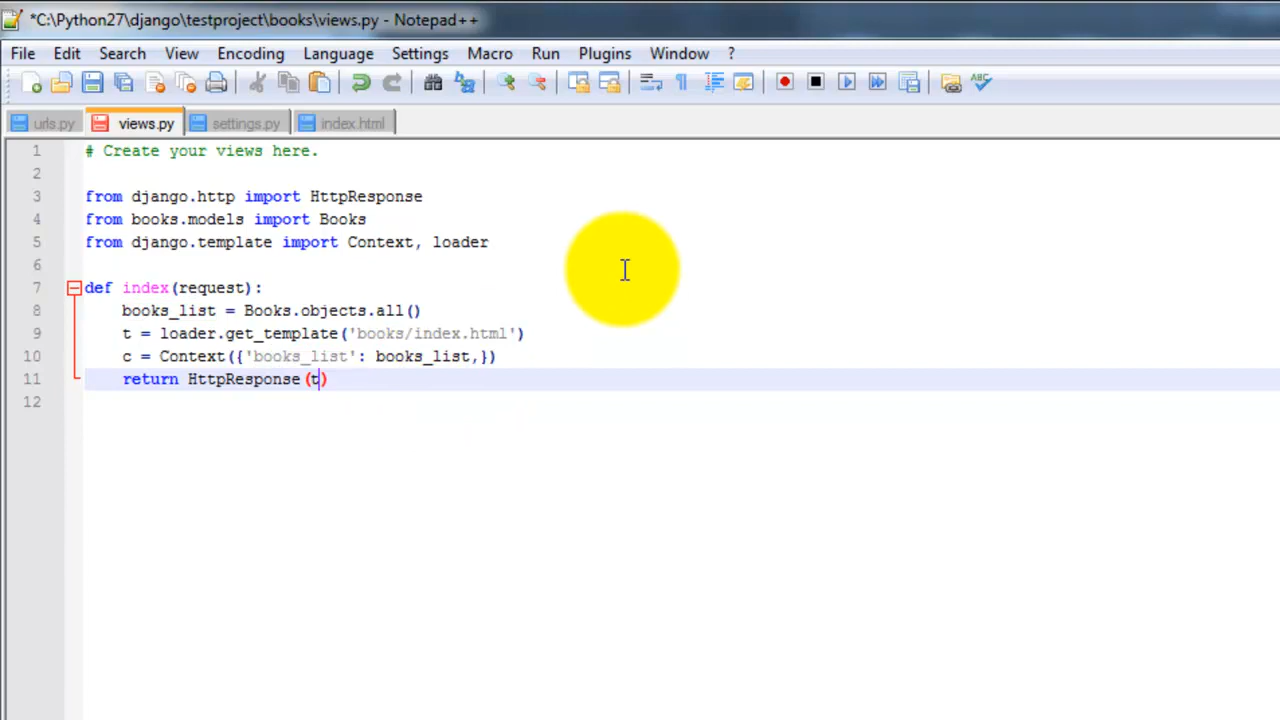 *C:\Python27\django\testproject\books\views.py - Notepad++
File Edit Search View Encoding Language Settings Macro Run Plugins Window ?
ABC
urls.py views.py settings.py index.html
1 # Create your views here.
2
3 from django.http import HttpResponse
4 from books.models import Books
5 from django.template import Context, loader
6
7 def index(request):
8 books_list = Books.objects.all()
9 t = loader.get_template('books/index.html')
10 c = Context({'books_list': books_list,})
11 return HttpResponse(t)
12